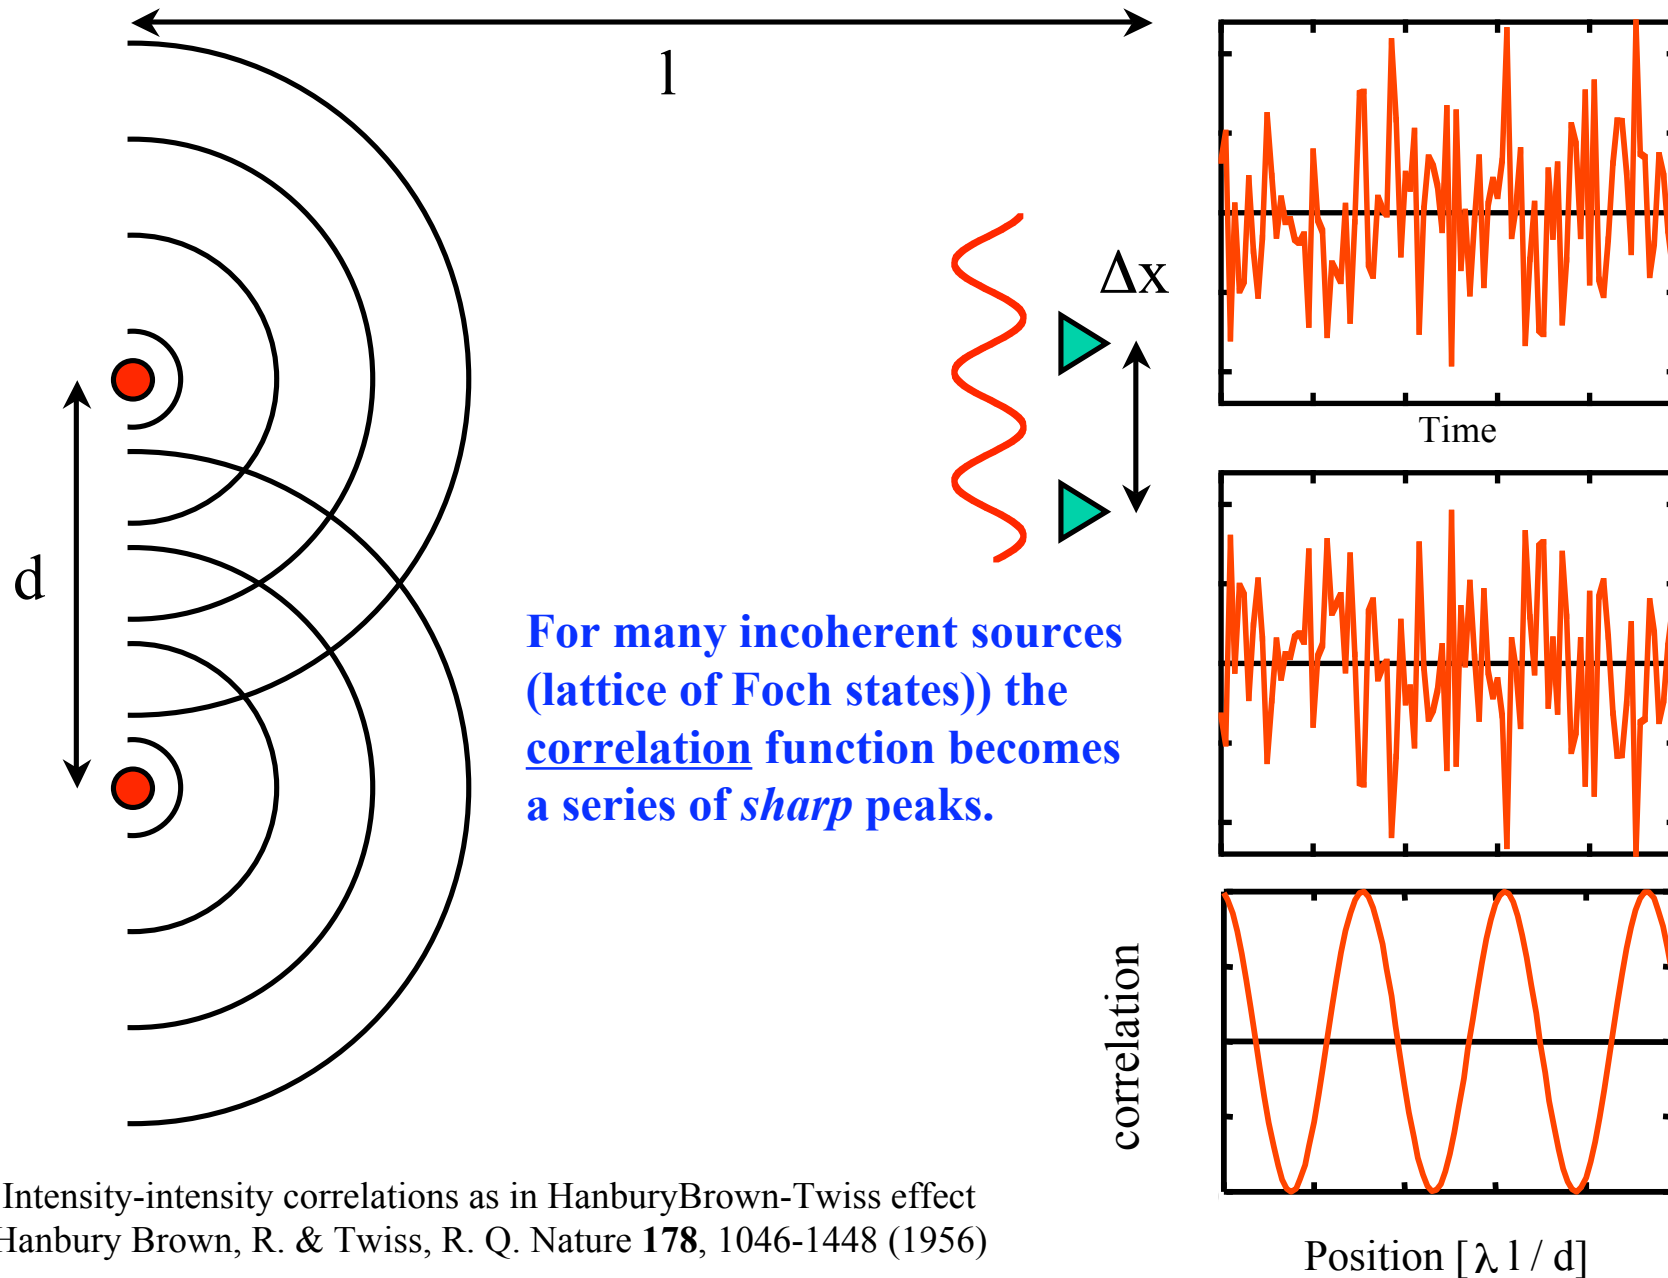 l
Δx
d
For many incoherent sources
(lattice of Foch states)) the
correlation function becomes
a series of sharp peaks.
Time
correlation
Position [ λ l / d]
Intensity-intensity correlations as in HanburyBrown-Twiss effect
Hanbury Brown, R. & Twiss, R. Q. Nature 178, 1046-1448 (1956)